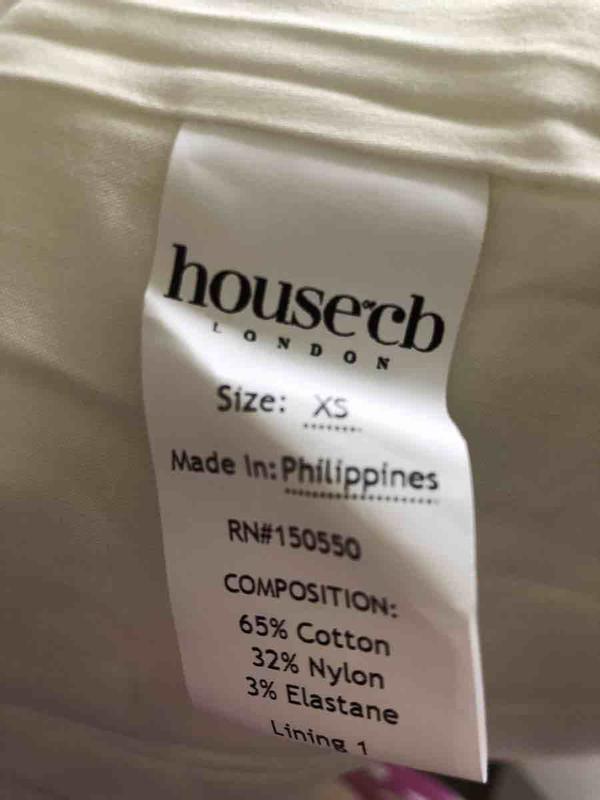 house of cb
LONDON
Size: XS
Made In: Philippines
RN#150550
COMPOSITION:
65% Cotton
32% Nylon
3% Elastane
Lining 1